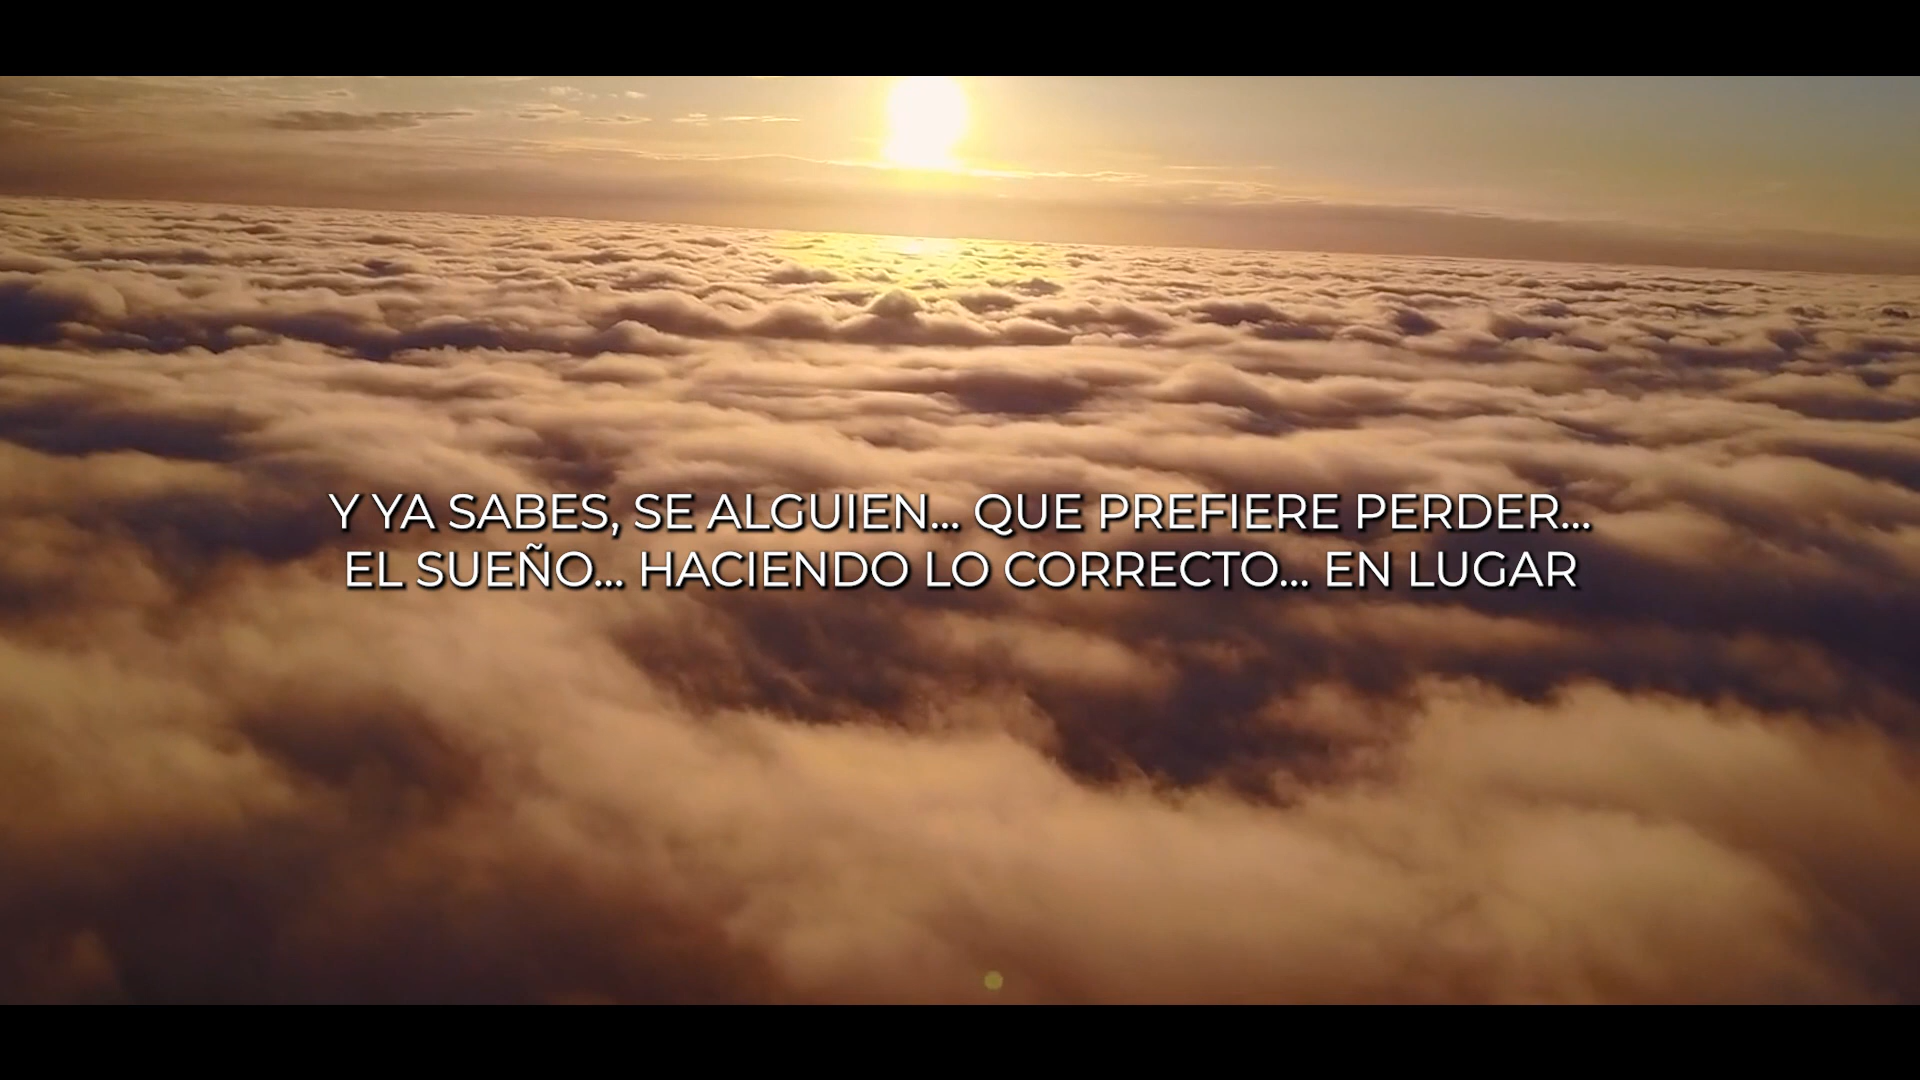 Y YA SABES, SE ALGUIEN... QUE PREFIERE PERDER...
EL SUEÑO... HACIENDO LO CORRECTO... EN LUGAR